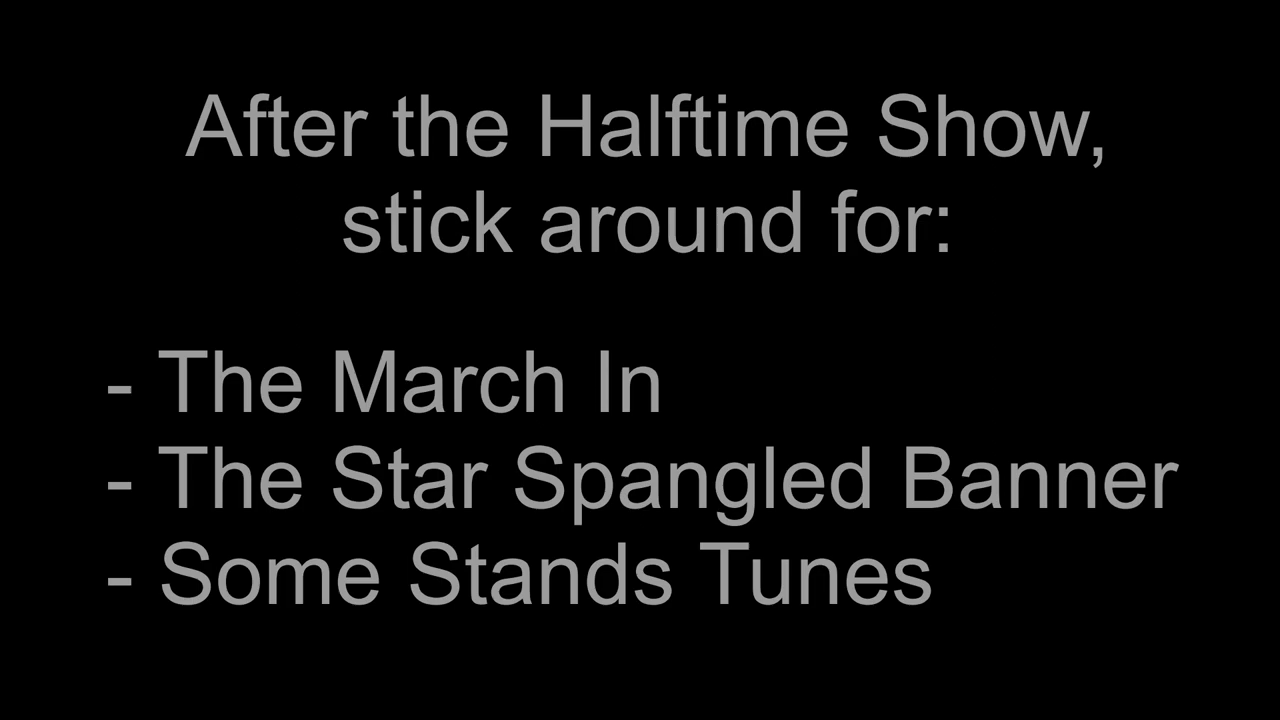 After the Halftime Show,
stick around for:
- The March In
- The Star Spangled Banner
- Some Stands Tunes